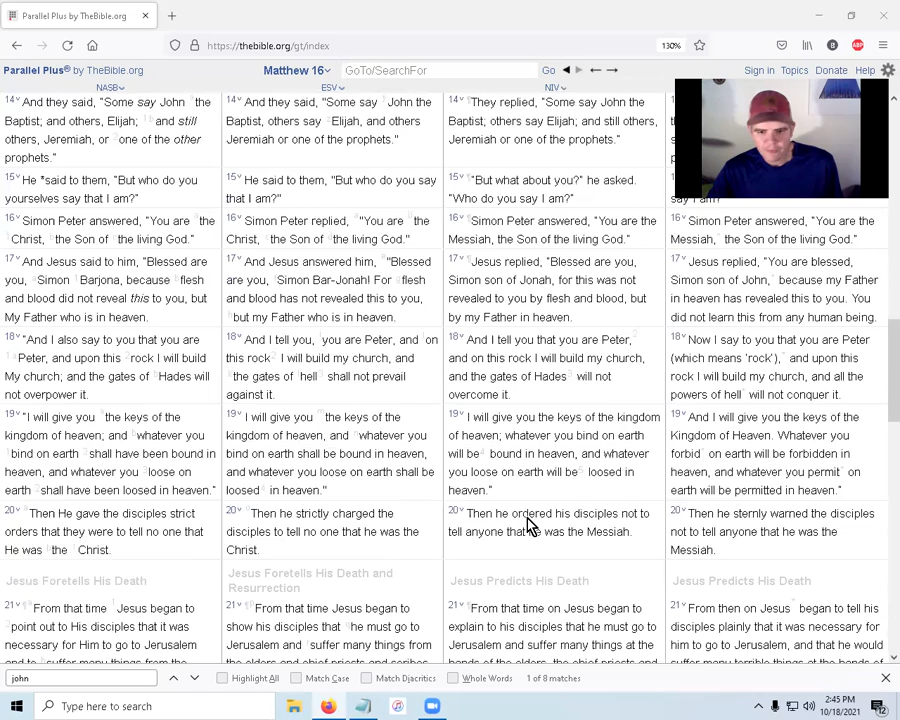 Parallel Plus by TheBible.org
https://thebible.org/gt/index
130%
Parallel Plus® by TheBible.org
Matthew 16
GoTo/SearchFor
Go
Sign in Topics Donate Help
NASB
ESV
NIV
14 And they said, "Some say John the
Baptist; and others, Elijah; and still
others, Jeremiah, or one of the other
prophets."
15 He *said to them, "But who do you
yourselves say that I am?"
16 Simon Peter answered, "You are the
Christ, the Son of the living God."
17 And Jesus said to him, "Blessed are
you, Simon Barjona, because flesh
and blood did not reveal this to you, but
My Father who is in heaven.
18 "And I also say to you that you are
Peter, and upon this rock I will build
My church; and the gates of Hades will
not overpower it.
19 "I will give you the keys of the
kingdom of heaven; and whatever you
bind on earth shall have been bound in
heaven, and whatever you loose on
earth shall have been loosed in heaven."
20 Then He gave the disciples strict
orders that they were to tell no one that
He was the Christ.
Jesus Foretells His Death
21 From that time Jesus began to
point out to His disciples that it was
necessary for Him to go to Jerusalem
and to suffer many things from the
14 And they said, "Some say John the
Baptist, others say Elijah, and others
Jeremiah or one of the prophets."
15 He said to them, "But who do you say
that I am?"
16 Simon Peter replied, "You are the
Christ, the Son of the living God."
17 And Jesus answered him, "Blessed
are you, Simon Bar-Jonah! For flesh
and blood has not revealed this to you,
but my Father who is in heaven.
18 And I tell you, you are Peter, and on
this rock I will build my church, and
the gates of hell shall not prevail
against it.
19 I will give you the keys of the
kingdom of heaven, and whatever you
bind on earth shall be bound in heaven,
and whatever you loose on earth shall be
loosed in heaven."
20 Then he strictly charged the
disciples to tell no one that he was the
Christ.
Jesus Foretells His Death and
Resurrection
21 From that time Jesus began to
show his disciples that he must go to
Jerusalem and suffer many things from
the elders and chief priests and scribes
14 They replied, "Some say John the
Baptist; others say Elijah; and still others,
Jeremiah or one of the prophets."
15 "But what about you?" he asked.
"Who do you say I am?"
16 Simon Peter answered, "You are the
Messiah, the Son of the living God."
17 Jesus replied, "Blessed are you,
Simon son of Jonah, for this was not
revealed to you by flesh and blood, but
by my Father in heaven.
18 And I tell you that you are Peter,
and on this rock I will build my church,
and the gates of Hades will not
overcome it.
19 I will give you the keys of the kingdom
of heaven; whatever you bind on earth
will be bound in heaven, and whatever
you loose on earth will be loosed in
heaven."
20 Then he ordered his disciples not to
tell anyone that he was the Messiah.
Jesus Predicts His Death
21 From that time on Jesus began to
explain to his disciples that he must go to
Jerusalem and suffer many things at the
hands of the elders, the chief priests
say I am?"
16 Simon Peter answered, "You are the
Messiah, the Son of the living God."
17 Jesus replied, "You are blessed,
Simon son of John, because my Father
in heaven has revealed this to you. You
did not learn this from any human being.
18 Now I say to you that you are Peter
(which means 'rock'), and upon this
rock I will build my church, and all the
powers of hell will not conquer it.
19 And I will give you the keys of the
Kingdom of Heaven. Whatever you
forbid on earth will be forbidden in
heaven, and whatever you permit on
earth will be permitted in heaven."
20 Then he sternly warned the disciples
not to tell anyone that he was the
Messiah.
Jesus Predicts His Death
21 From then on Jesus began to tell his
disciples plainly that it was necessary for
him to go to Jerusalem, and that he would
suffer many terrible things at the hands of
john
Highlight All
Match Case
Match Diacritics
Whole Words
1 of 8 matches
Type here to search
2:45 PM
10/18/2021